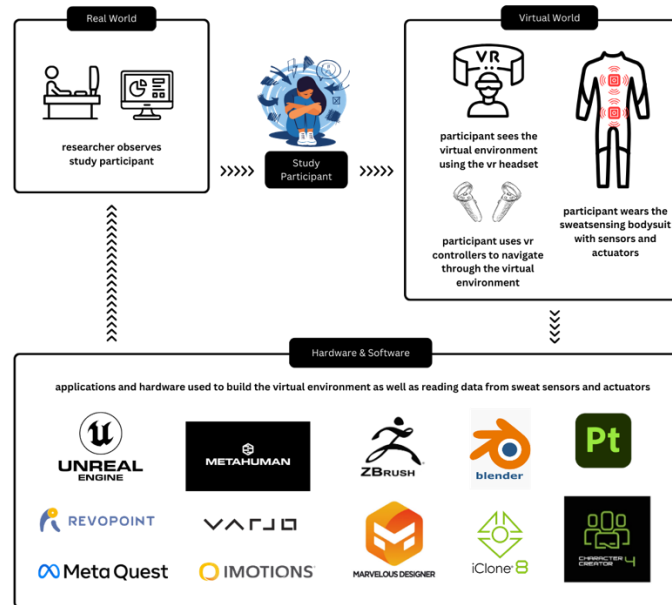 Real World
researcher observes
study participant
Study
Participant
Virtual World
VR
participant sees the
virtual environment
using the vr headset
participant uses vr
controllers to navigate
through the virtual
environment
participant wears the
sweatsensing bodysuit
with sensors and
actuators
Hardware & Software
applications and hardware used to build the virtual environment as well as reading data from sweat sensors and actuators
UNREAL
ENGINE
METAHUMAN
ZBRUSH
blender
Pt
REVOPOINT
VARJO
Meta Quest
IMOTIONS
MARVELOUS DESIGNER
iClone 8
CHARACTER
CREATOR 4